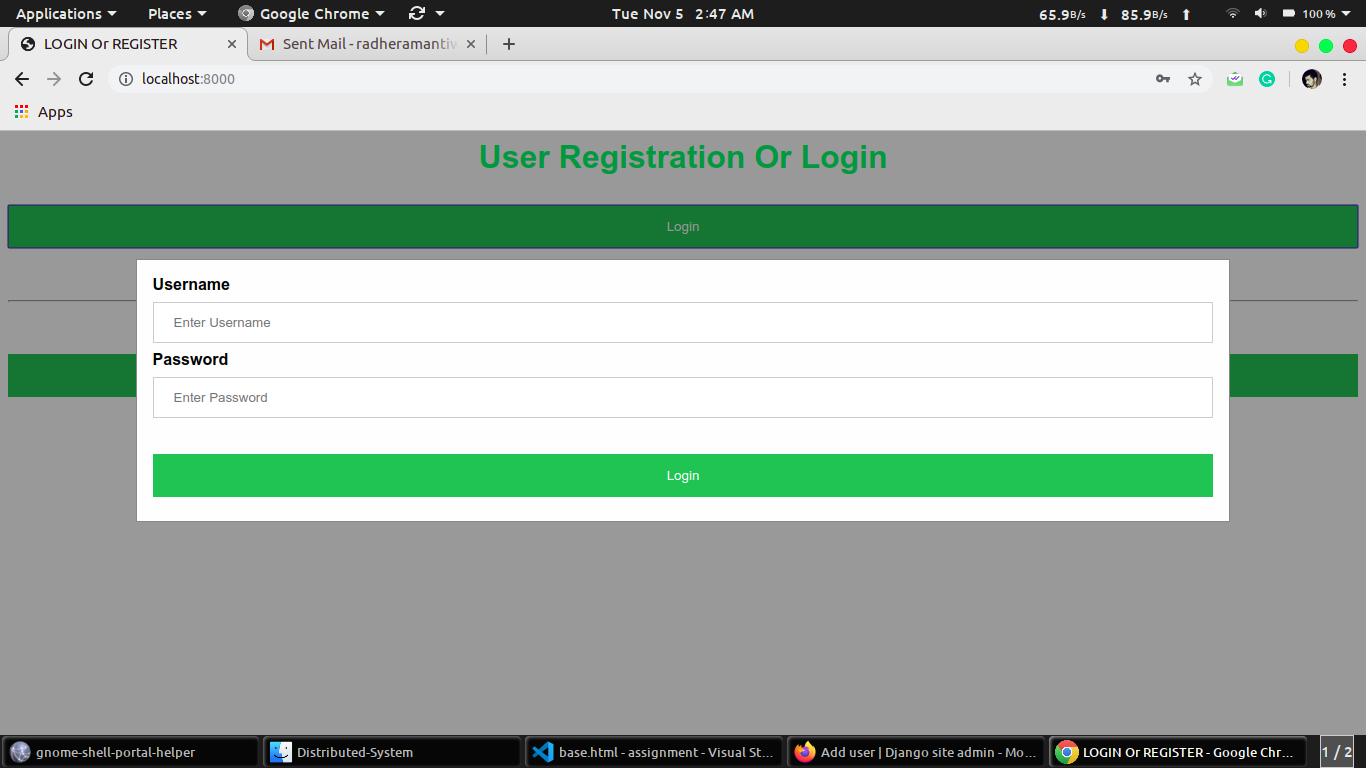 Applications Places Google Chrome Tue Nov 5 2:47 AM 65.9B/s 85.9B/s 100 %
LOGIN Or REGISTER Sent Mail - radheramantiw
localhost:8000
Apps
User Registration Or Login
Login
Username
Enter Username
Password
Enter Password
Login
gnome-shell-portal-helper Distributed-System base.html - assignment - Visual St... Add user | Django site admin - Mo... LOGIN Or REGISTER - Google Chr... 1 / 2